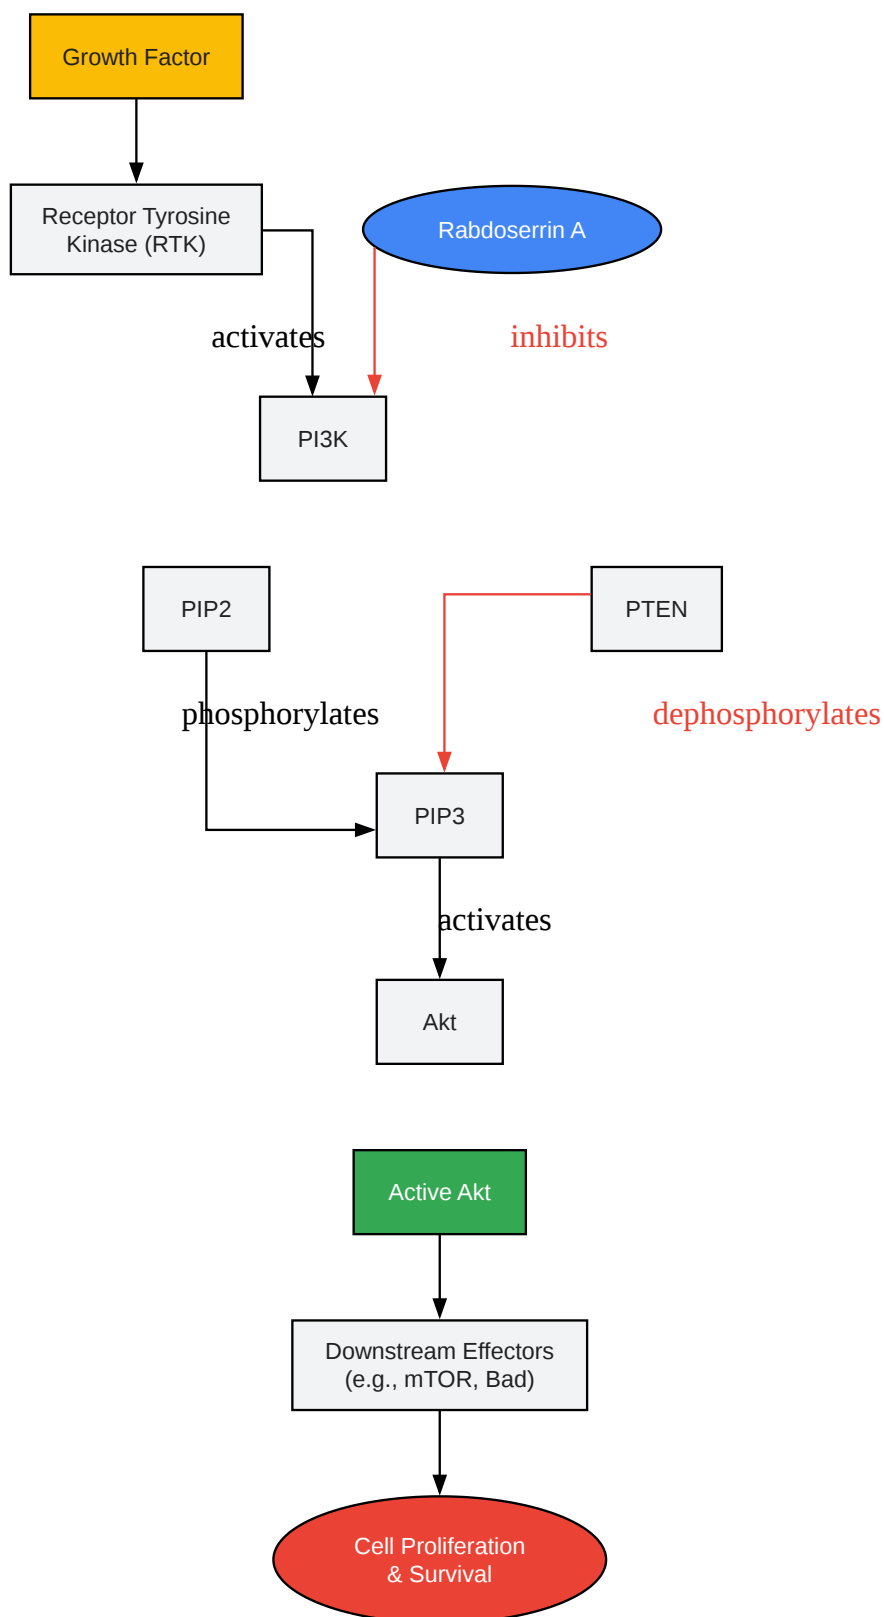 Growth Factor
Receptor Tyrosine
Kinase (RTK)
Rabdoserrin A
activates
inhibits
PI3K
PIP2
PTEN
phosphorylates
dephosphorylates
PIP3
activates
Akt
Active Akt
Downstream Effectors
(e.g., mTOR, Bad)
Cell Proliferation
& Survival